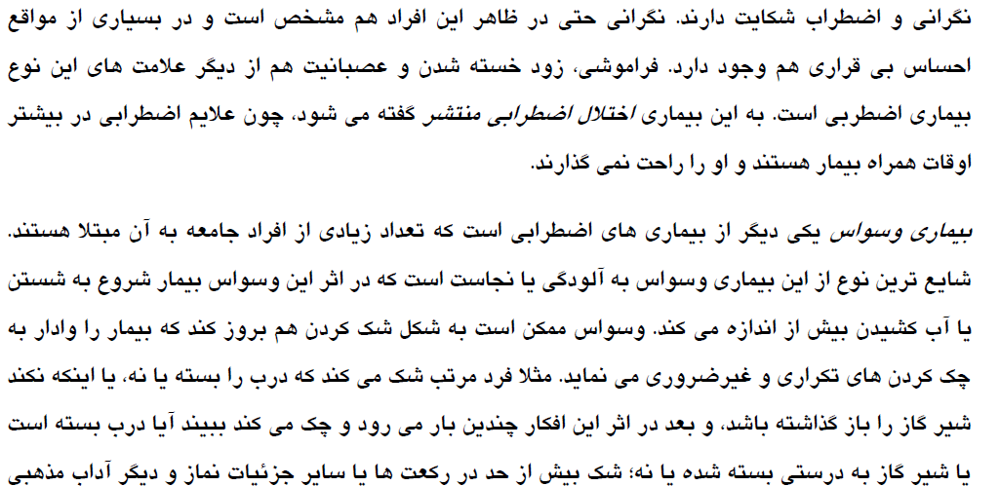 نگرانی و اضطراب شکایت دارند. نگرانی حتی در ظاهر این افراد هم مشخص است و در بسیاری از مواقع
احساس بی قراری هم وجود دارد. فراموشی، زود خسته شدن و عصبانیت هم از دیگر علامت های این نوع
بیماری اضطربی است. به این بیماری اختلال اضطرابی منتشر گفته می شود، چون علایم اضطرابی در بیشتر
اوقات همراه بیمار هستند و او را راحت نمی گذارند.
بیماری وسواس یکی دیگر از بیماری های اضطرابی است که تعداد زیادی از افراد جامعه به آن مبتلا هستند.
شایع ترین نوع از این بیماری وسواس به آلودگی یا نجاست است که در اثر این وسواس بیمار شروع به شستن
یا آب کشیدن بیش از اندازه می کند. وسواس ممکن است به شکل شک کردن هم بروز کند که بیمار را وادار به
چک کردن های تکراری و غیرضروری می نماید. مثلا فرد مرتب شک می کند که درب را بسته یا نه، یا اینکه نکند
شیر گاز را باز گذاشته باشد، و بعد در اثر این افکار چندین بار می رود و چک می کند ببیند آیا درب بسته است
یا شیر گاز به درستی بسته شده یا نه؛ شک بیش از حد در رکعت ها یا سایر جزئیات نماز و دیگر آداب مذهبی